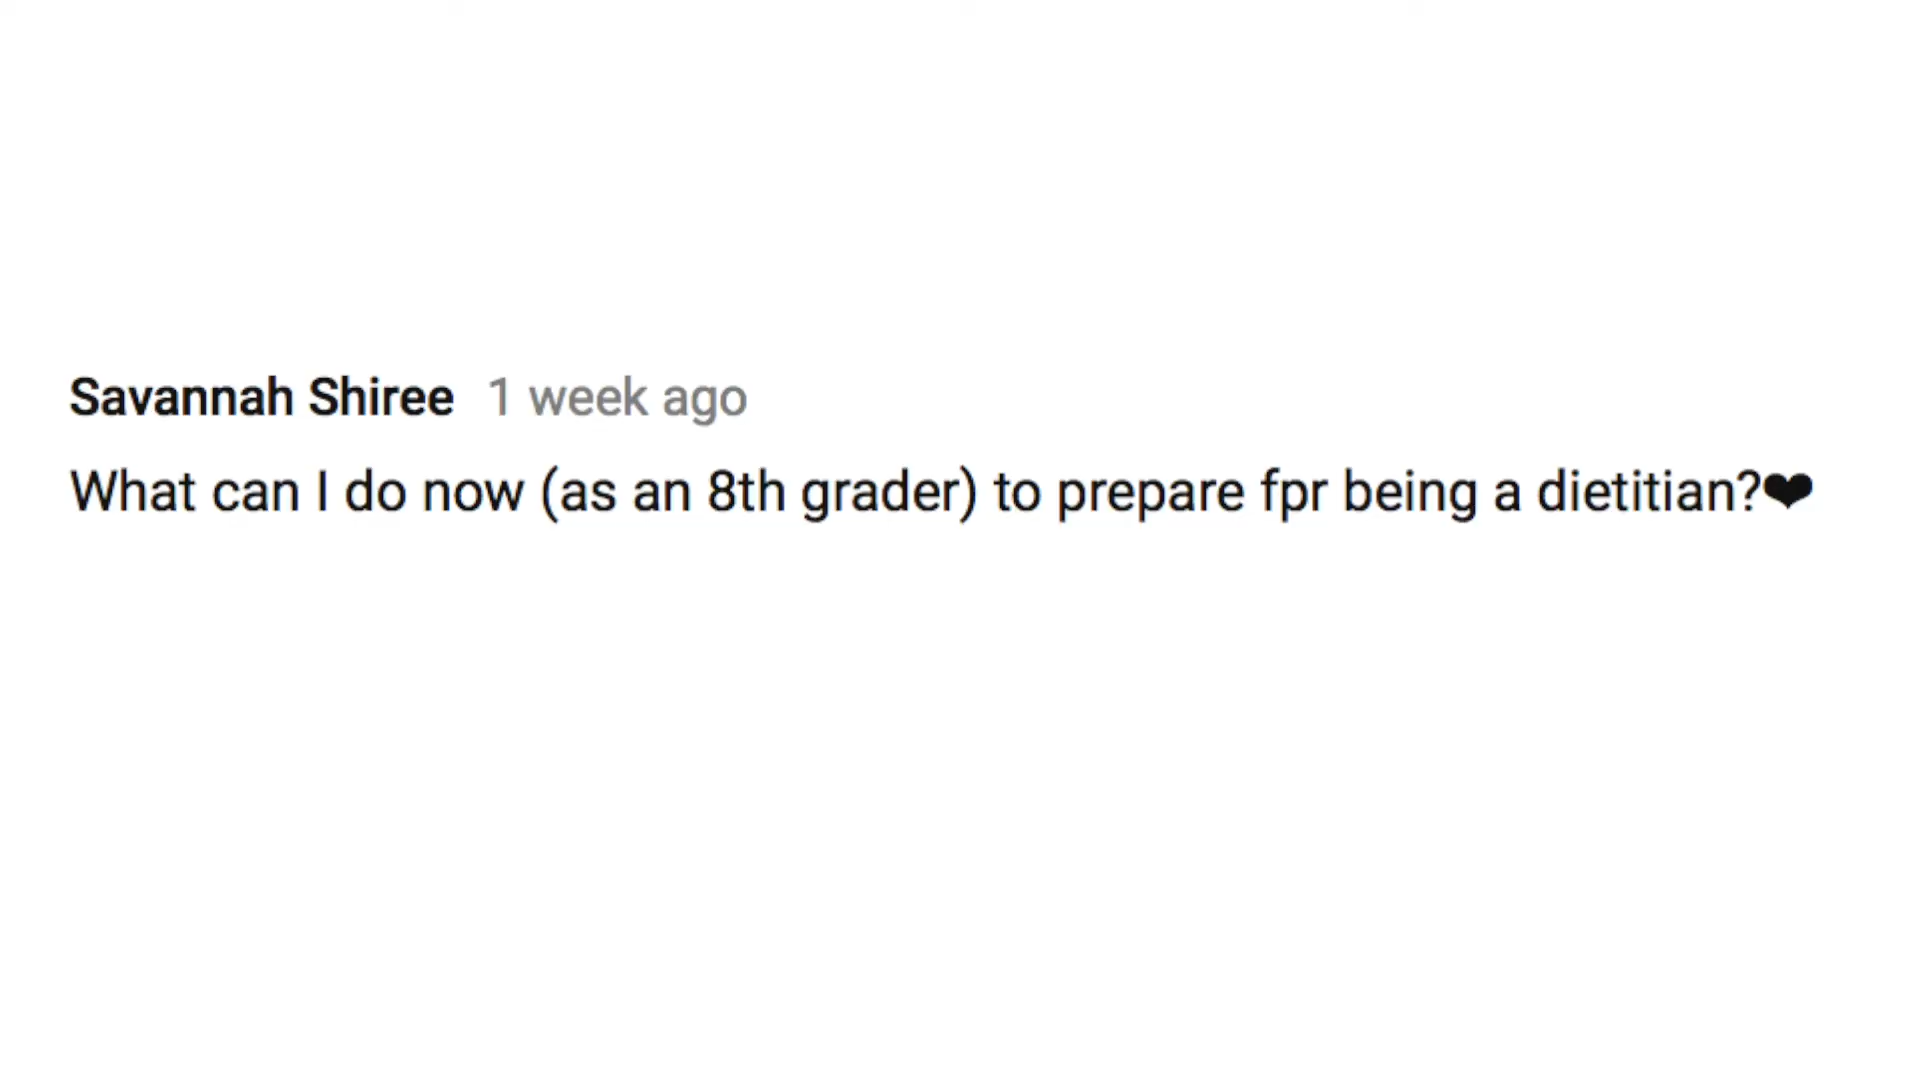 Savannah Shiree 1 week ago
What can I do now (as an 8th grader) to prepare fpr being a dietitian?❤